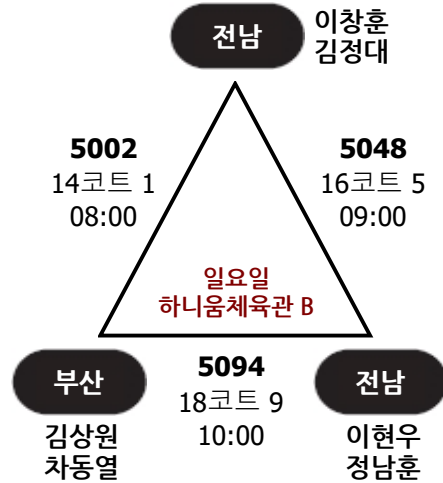 전남
이창훈
김정대
5002
14코트 1
08:00
5048
16코트 5
09:00
일요일
하니움체육관 B
부산
김상원
차동열
5094
18코트 9
10:00
전남
이현우
정남훈